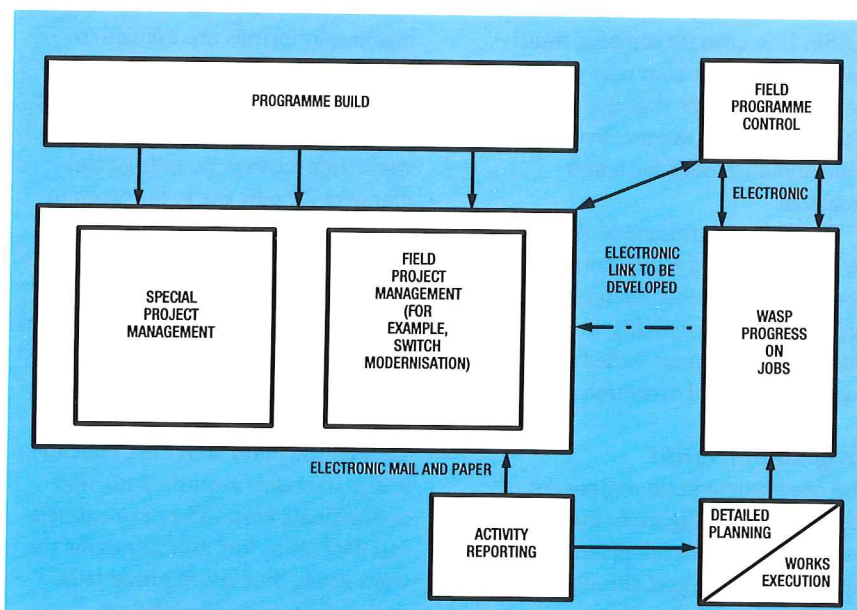 PROGRAMME BUILD
FIELD
PROGRAMME
CONTROL
ELECTRONIC
SPECIAL
PROJECT
MANAGEMENT
FIELD
PROJECT
MANAGEMENT
(FOR
EXAMPLE,
SWITCH
MODERNISATION)
ELECTRONIC
LINK TO BE
DEVELOPED
WASP
PROGRESS
ON
JOBS
ELECTRONIC MAIL AND PAPER
ACTIVITY
REPORTING
DETAILED
PLANNING
WORKS
EXECUTION